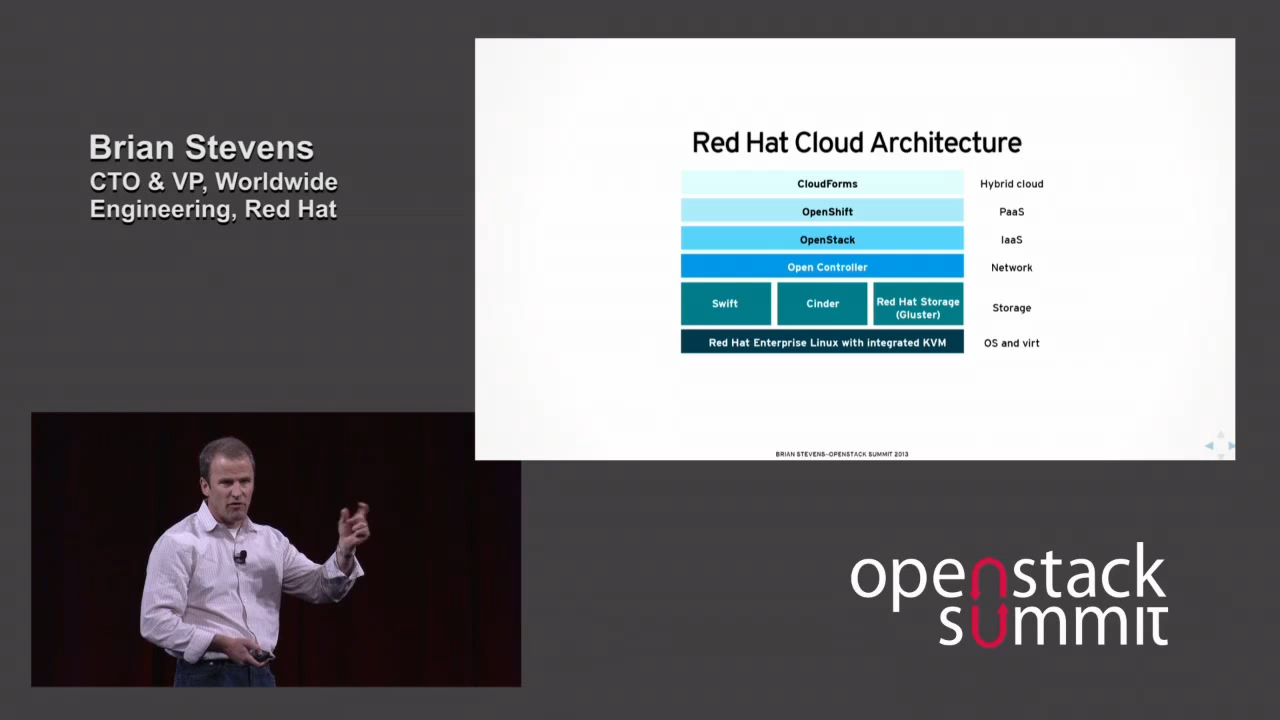 Brian Stevens
CTO & VP, Worldwide
Engineering, Red Hat
Red Hat Cloud Architecture
CloudForms Hybrid cloud
OpenShift PaaS
OpenStack IaaS
Open Controller Network
Swift Cinder Red Hat Storage (Gluster) Storage
Red Hat Enterprise Linux with integrated KVM OS and virt
BRIAN STEVENS–OPENSTACK SUMMIT 2013
openstack
summit